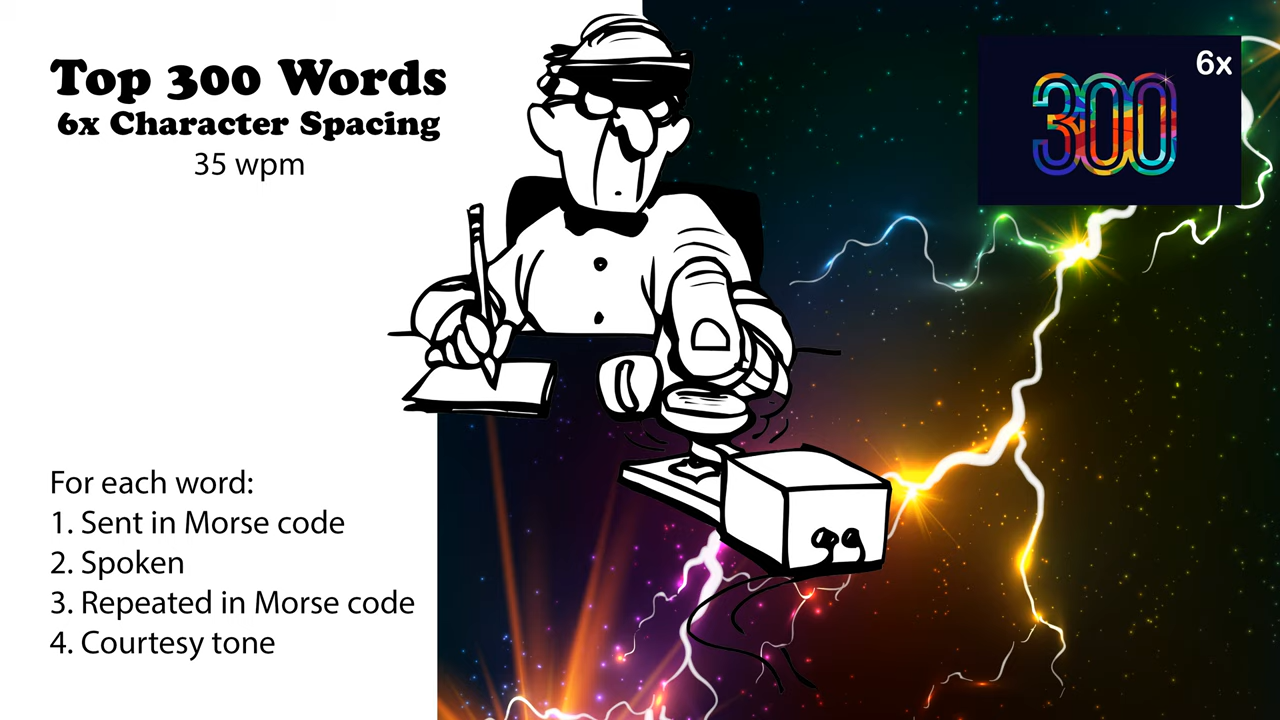 Top 300 Words
6x Character Spacing
35 wpm
6x
300
For each word:
1. Sent in Morse code
2. Spoken
3. Repeated in Morse code
4. Courtesy tone